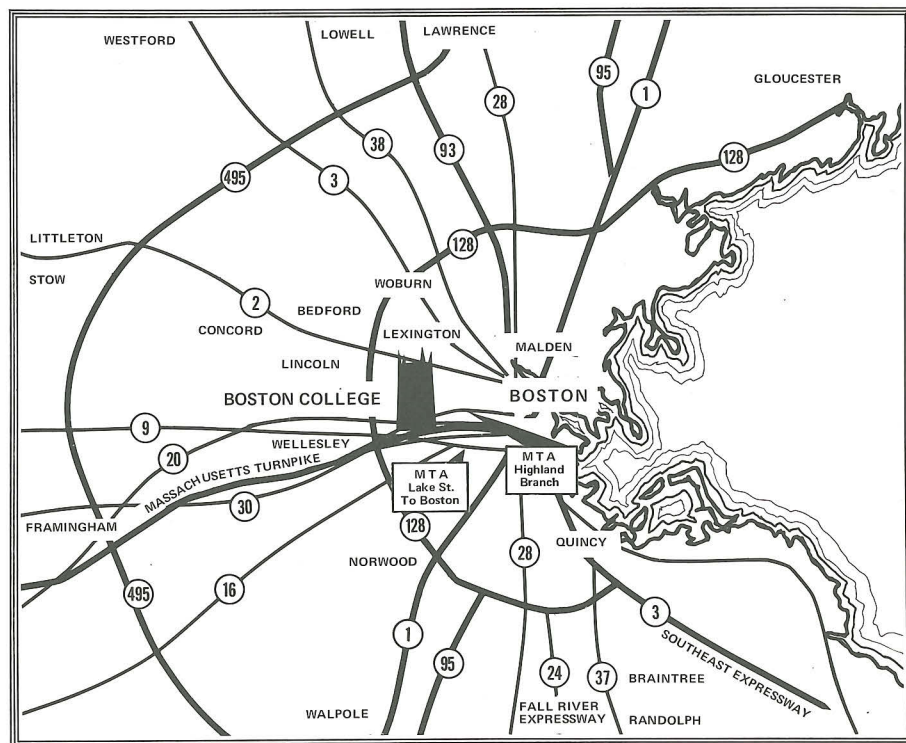 WESTFORD
LOWELL
LAWRENCE
95
1
GLOUCESTER
28
38
93
3
128
495
128
LITTLETON
STOW
WOBURN
2
BEDFORD
CONCORD
LEXINGTON
MALDEN
LINCOLN
BOSTON COLLEGE
BOSTON
9
20
WELLESLEY
MASSACHUSETTS TURNPIKE
MTA
Lake St.
To Boston
MTA
Highland
Branch
30
FRAMINGHAM
128
28
QUINCY
NORWOOD
495
16
1
95
3
SOUTHEAST EXPRESSWAY
24
37
BRAINTREE
WALPOLE
FALL RIVER
EXPRESSWAY
RANDOLPH